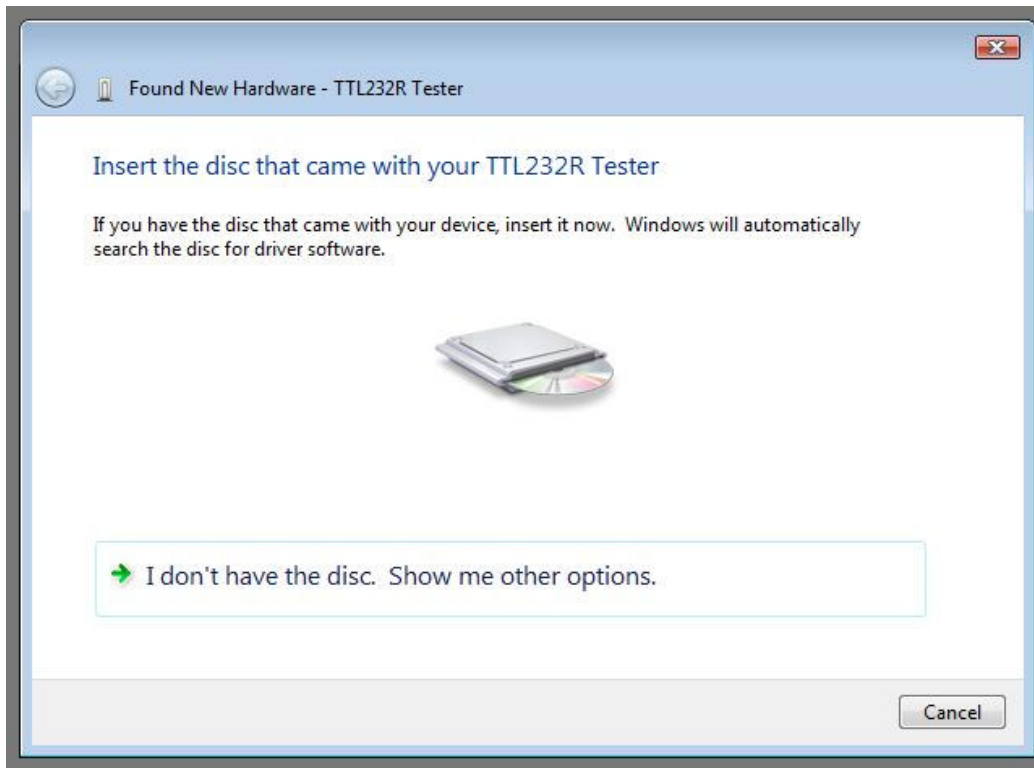 Found New Hardware - TTL232R Tester
Insert the disc that came with your TTL232R Tester
If you have the disc that came with your device, insert it now.  Windows will automatically
search the disc for driver software.
I don't have the disc.  Show me other options.
Cancel